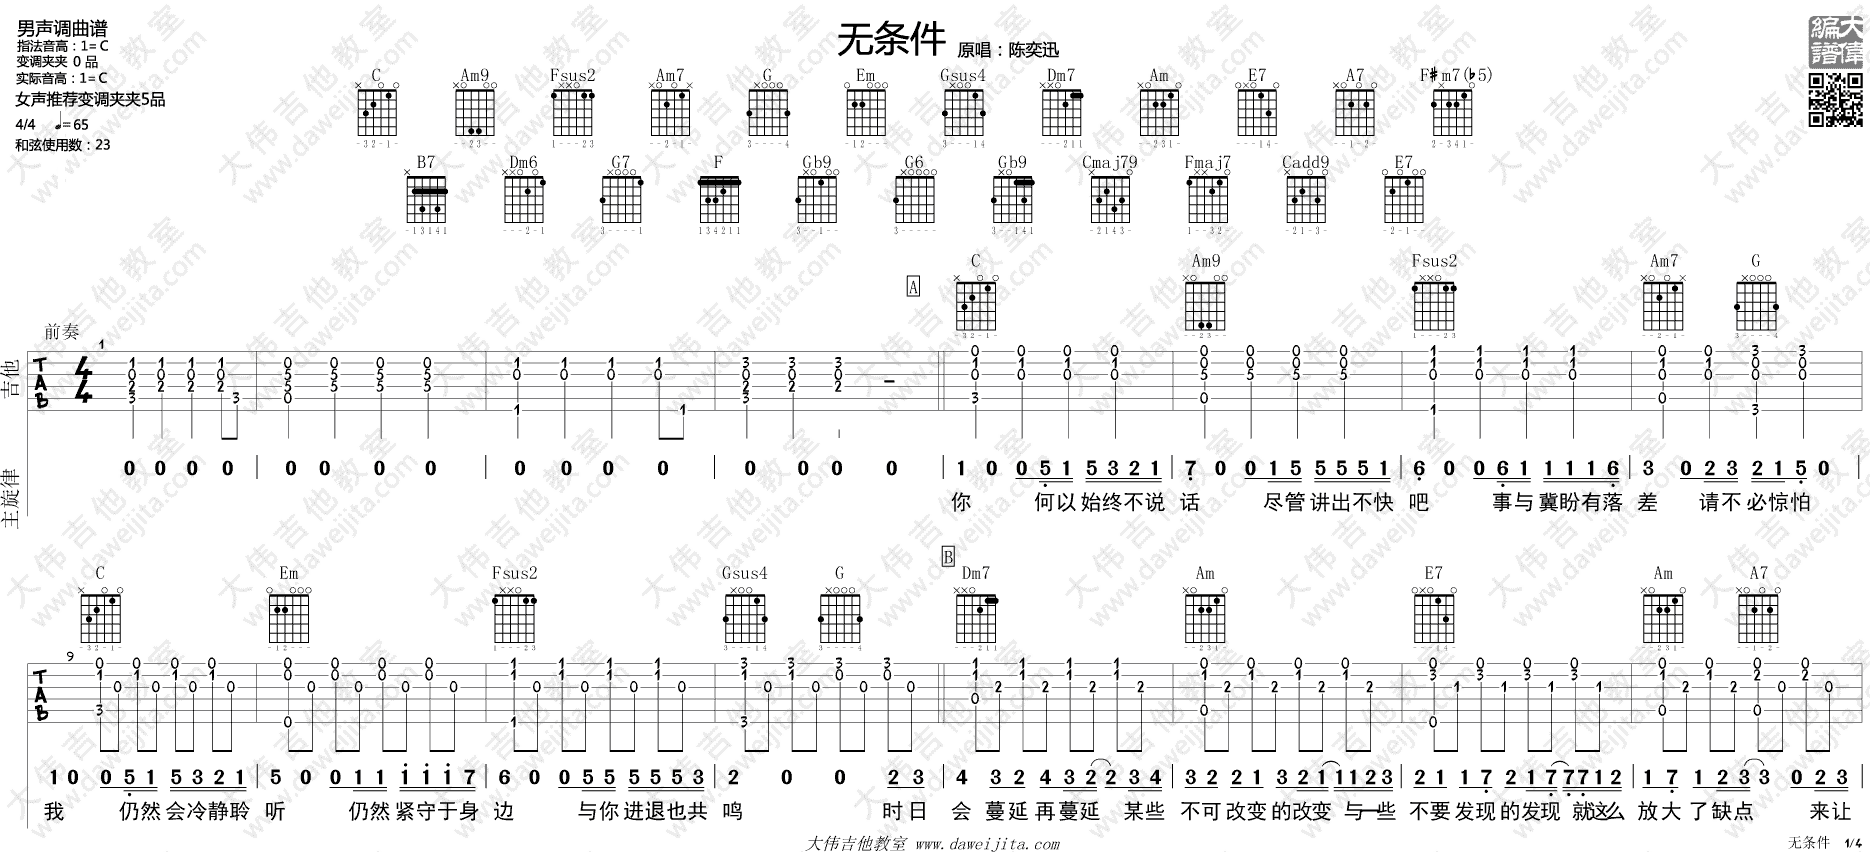 男声调曲谱
指法音高：1=C
变调夹夹 0 品
实际音高：1=C
女声推荐变调夹夹5品
4/4 =65
和弦使用数：23
无条件 原唱：陈奕迅
大偉編譜
C Am9 Fsus2 Am7 G Em Gsus4 Dm7 Am E7 A7 F#m7(b5)
B7 Dm6 G7 F Gb9 G6 Gb9 Cmaj79 Fmaj7 Cadd9 E7
A
C Am9 Fsus2 Am7 G
前奏
1
吉他
TAB
4/4
主旋律
0 0 0 0 | 0 0 0 0 | 0 0 0 0 | 0 0 0 0 | 1 0 0 5 1 5 3 2 1 | 7 0 0 1 5 5 5 5 1 | 6 0 0 6 1 1 1 1 6 | 3 0 2 3 2 1 5 0 |
你 何以始终不说 话 尽管讲出不快 吧 事与冀盼有落 差 请不必惊怕
B
C Em Fsus2 Gsus4 G Dm7 Am E7 Am A7
9
TAB
1 0 0 5 1 5 3 2 1 | 5 0 0 1 1 1 1 1 7 | 6 0 0 5 5 5 5 5 3 | 2 0 0 2 3 | 4 3 2 4 3 2 2 3 4 | 3 2 2 1 3 2 1 1 1 2 3 | 2 1 1 7 2 1 7 7 7 1 2 | 1 7 1 2 3 3 0 2 3
我 仍然会冷静聆 听 仍然紧守于身 边 与你进退也共 鸣 时日 会 蔓延再蔓延 某些 不可改变的改变 与一些 不要发现的发现 就这么 放大了缺点 来让
大伟吉他教室 www.daweijita.com
无条件 1/4